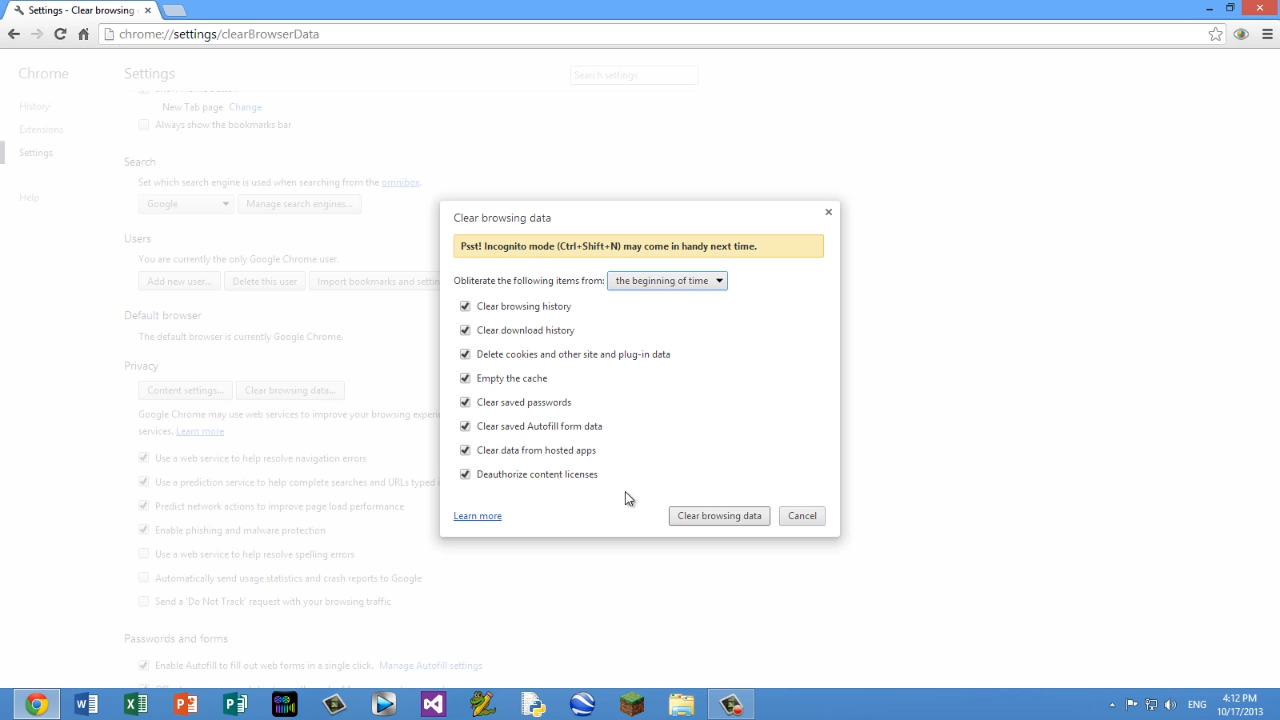 Settings - Clear browsing
chrome://settings/clearBrowserData
Chrome
Settings
Search settings
History
Extensions
Settings
Help
New Tab page Change
Always show the bookmarks bar
Search
Set which search engine is used when searching from the omnibox.
Google
Manage search engines...
Users
You are currently the only Google Chrome user.
Add new user...
Delete this user
Import bookmarks and settin
Default browser
The default browser is currently Google Chrome.
Privacy
Content settings...
Clear browsing data...
Google Chrome may use web services to improve your browsing experien
services. Learn more
Use a web service to help resolve navigation errors
Use a prediction service to help complete searches and URLs typed i
Predict network actions to improve page load performance
Enable phishing and malware protection
Use a web service to help resolve spelling errors
Automatically send usage statistics and crash reports to Google
Send a 'Do Not Track' request with your browsing traffic
Passwords and forms
Enable Autofill to fill out web forms in a single click. Manage Autofill settings
Clear browsing data
Psst! Incognito mode (Ctrl+Shift+N) may come in handy next time.
Obliterate the following items from: the beginning of time
Clear browsing history
Clear download history
Delete cookies and other site and plug-in data
Empty the cache
Clear saved passwords
Clear saved Autofill form data
Clear data from hosted apps
Deauthorize content licenses
Learn more
Clear browsing data
Cancel
ENG
4:12 PM
10/17/2013